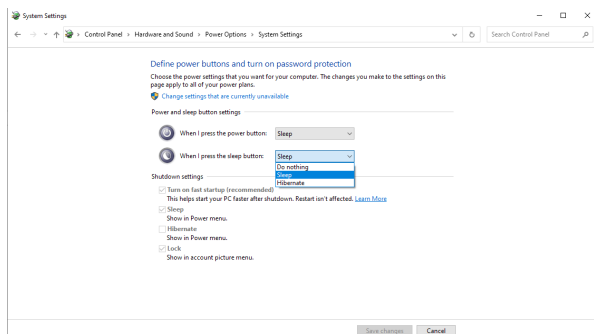 System Settings
Control Panel > Hardware and Sound > Power Options > System Settings
Search Control Panel
Define power buttons and turn on password protection
Choose the power settings that you want for your computer. The changes you make to the settings on this
page apply to all of your power plans.
Change settings that are currently unavailable
Power and sleep button settings
When I press the power button: Sleep
When I press the sleep button: Sleep
Do nothing
Sleep
Hibernate
Shutdown settings
Turn on fast startup (recommended)
This helps start your PC faster after shutdown. Restart isn't affected. Learn More
Sleep
Show in Power menu.
Hibernate
Show in Power menu.
Lock
Show in account picture menu.
Save changes Cancel